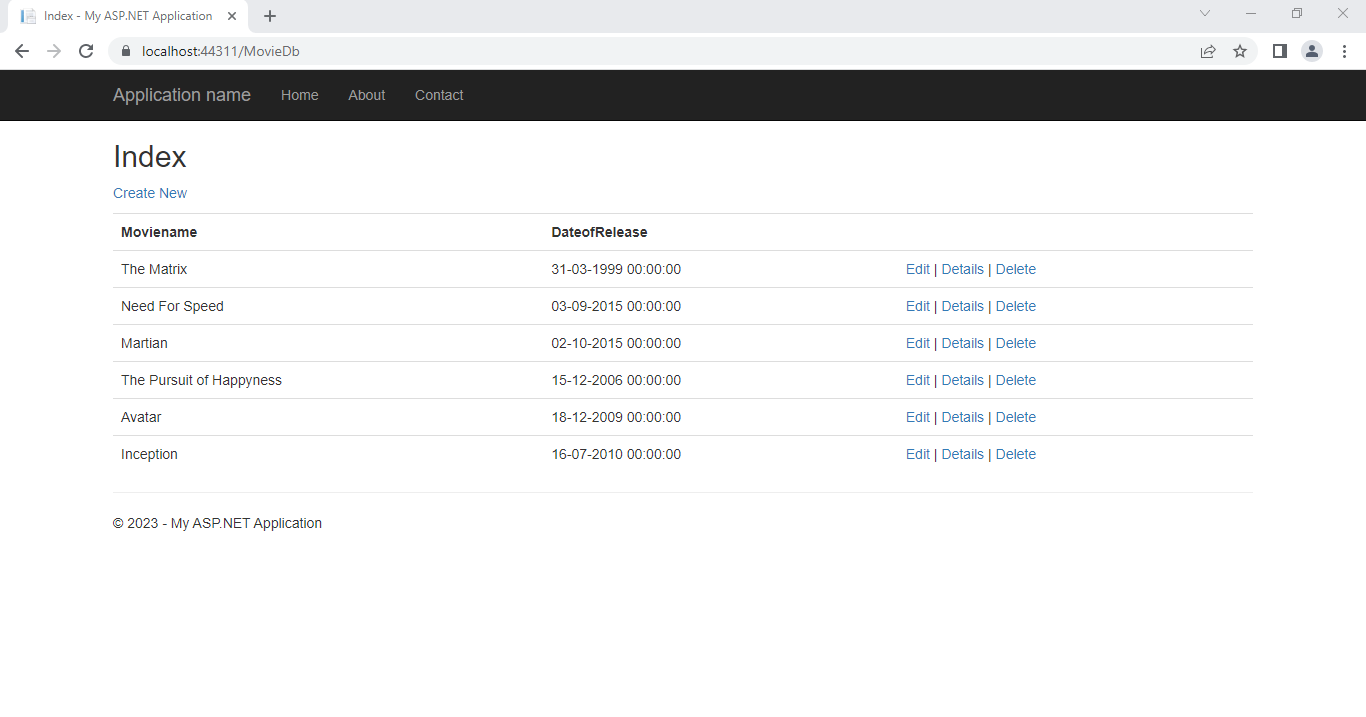 Index - My ASP.NET Application
localhost:44311/MovieDb
Application name Home About Contact
Index
Create New
Moviename DateofRelease
The Matrix 31-03-1999 00:00:00 Edit | Details | Delete
Need For Speed 03-09-2015 00:00:00 Edit | Details | Delete
Martian 02-10-2015 00:00:00 Edit | Details | Delete
The Pursuit of Happyness 15-12-2006 00:00:00 Edit | Details | Delete
Avatar 18-12-2009 00:00:00 Edit | Details | Delete
Inception 16-07-2010 00:00:00 Edit | Details | Delete
© 2023 - My ASP.NET Application